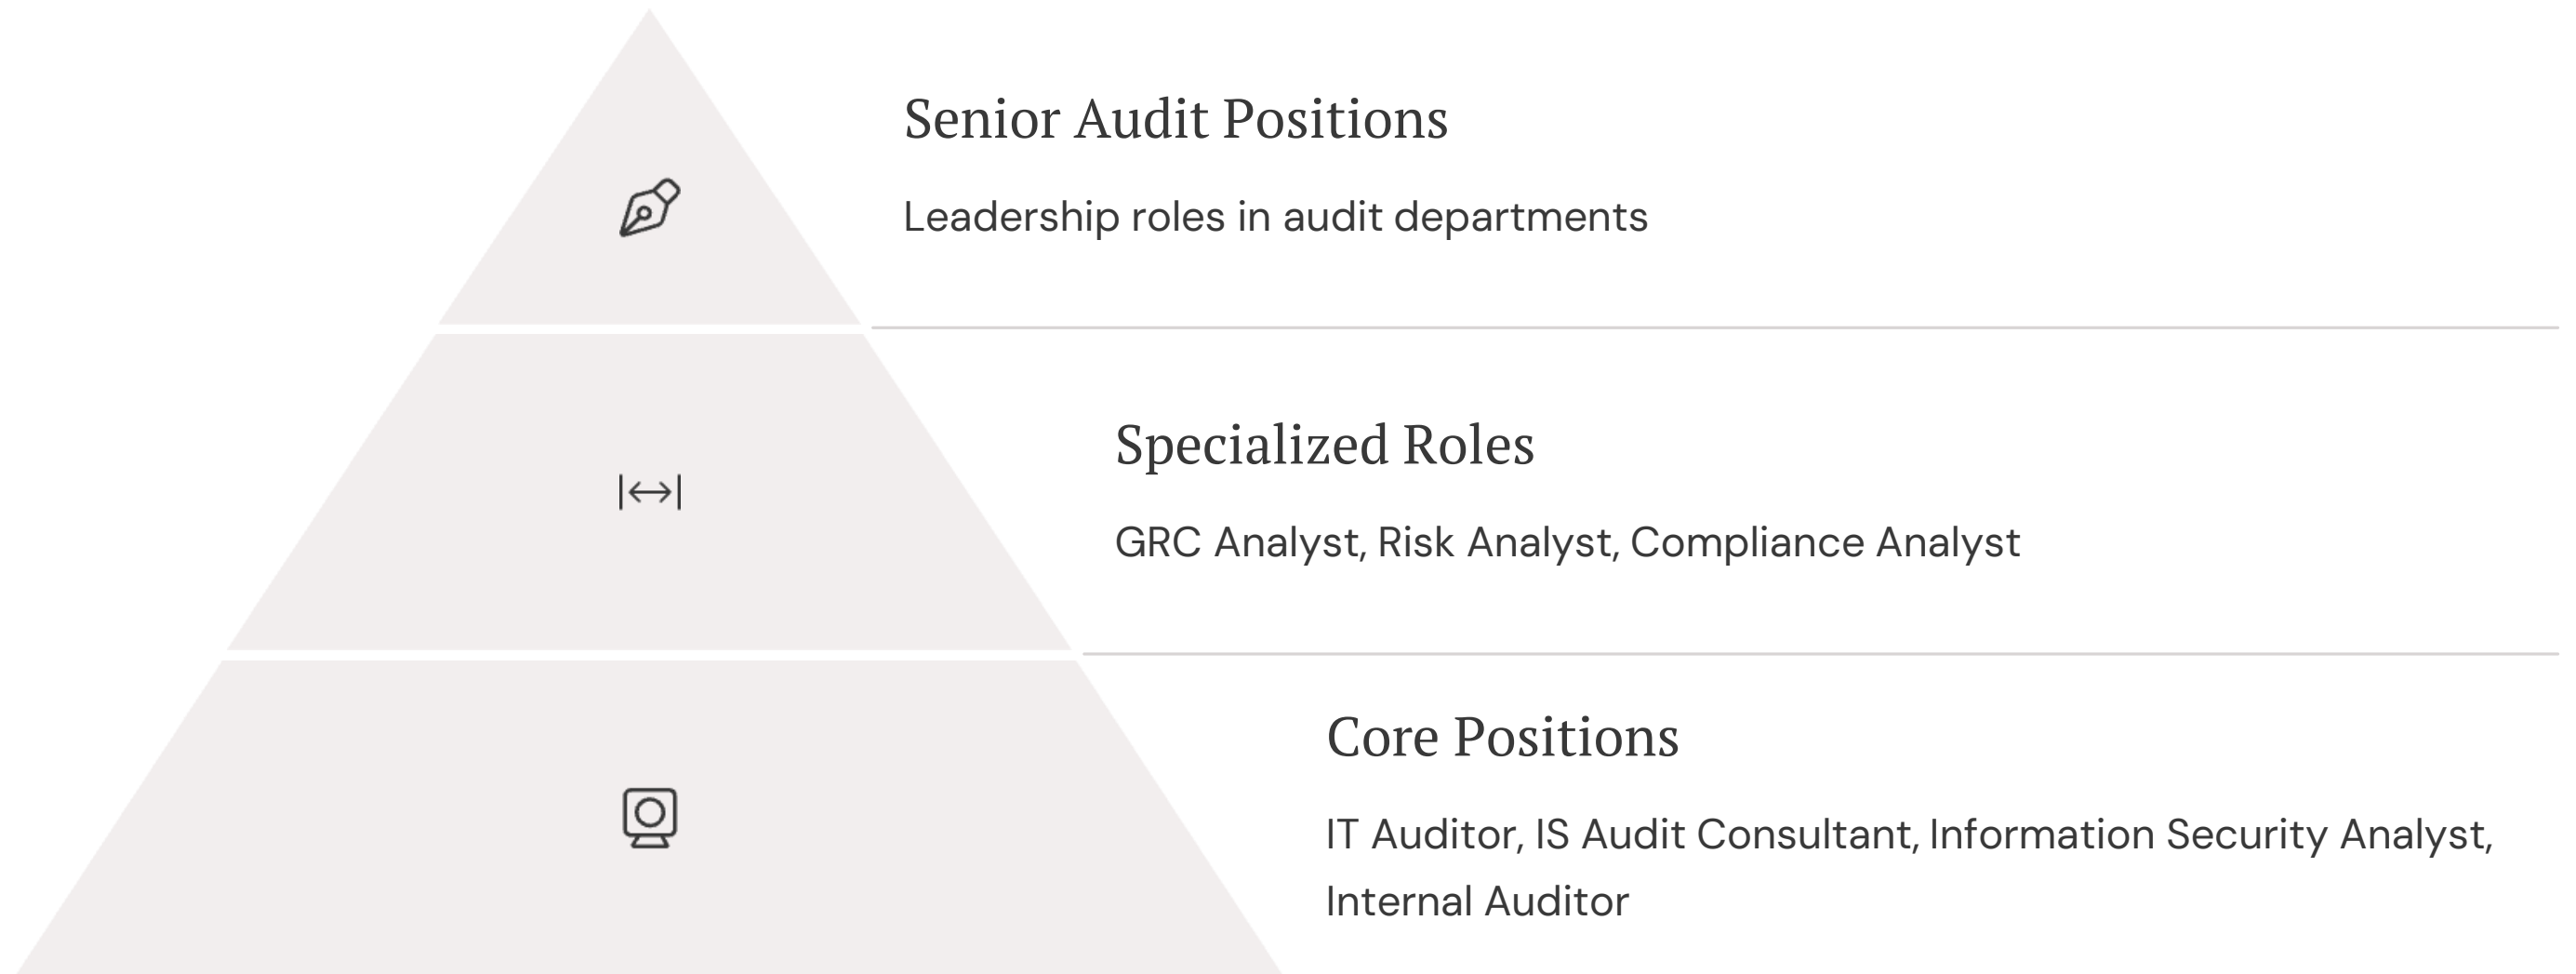 Senior Audit Positions
Leadership roles in audit departments
Specialized Roles
GRC Analyst, Risk Analyst, Compliance Analyst
Core Positions
IT Auditor, IS Audit Consultant, Information Security Analyst,
Internal Auditor